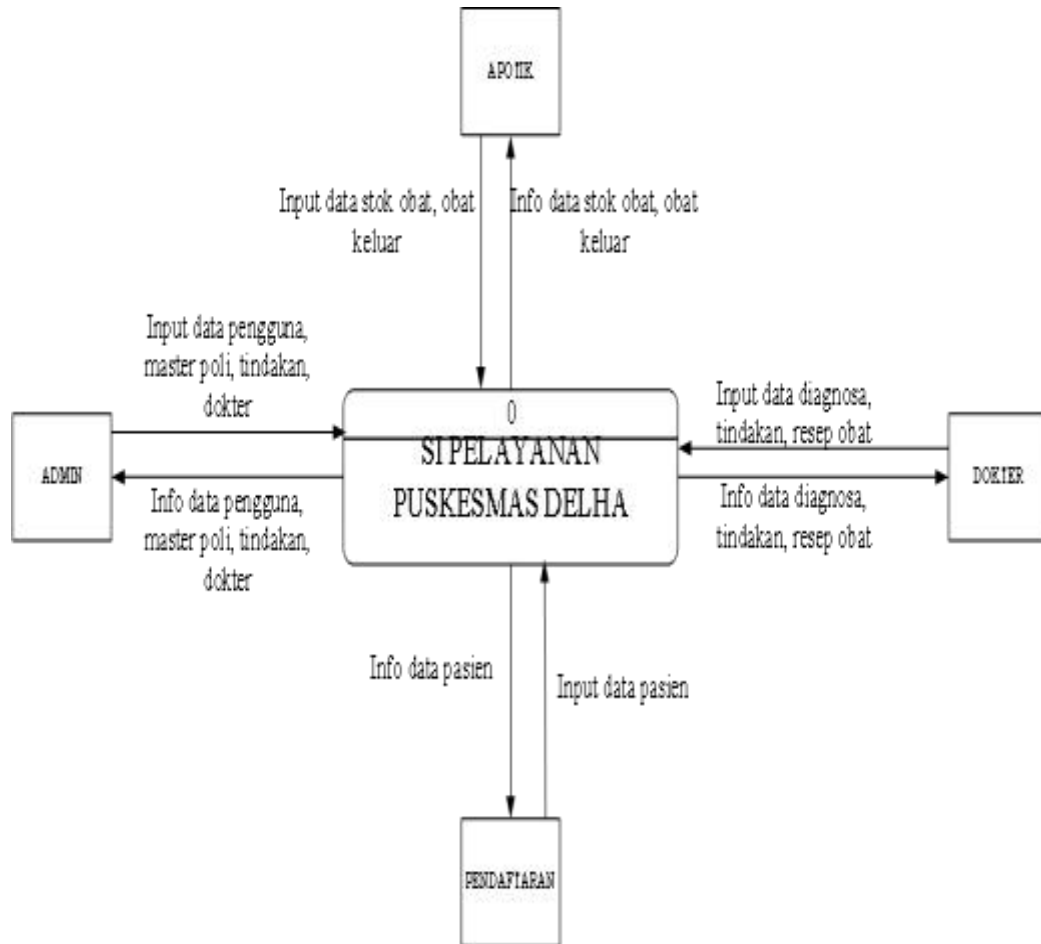 APOTIK
Input data stok obat, obat
keluar
Info data stok obat, obat
keluar
Input data pengguna,
master poli, tindakan,
dokter
ADMIN
Info data pengguna,
master poli, tindakan,
dokter
0
SI PELAYANAN
PUSKESMAS DELHA
Input data diagnosa,
tindakan, resep obat
DOKTER
Info data diagnosa,
tindakan, resep obat
Info data pasien
Input data pasien
PENDAFTARAN